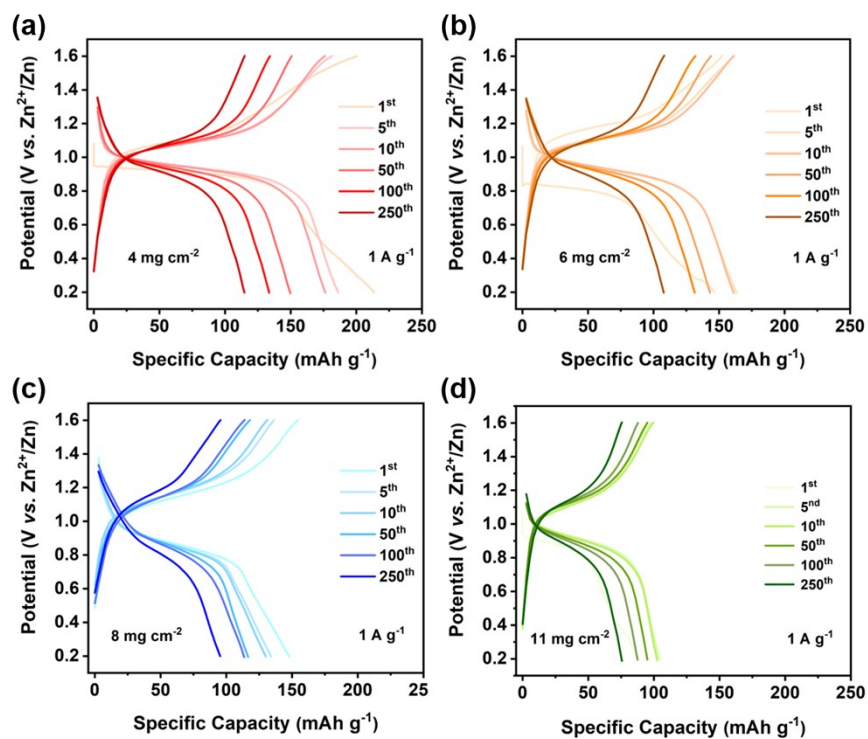 (a)
Potential (V vs. Zn²⁺/Zn)
1.6
1.4
1.2
1.0
0.8
0.6
0.4
0.2
1ˢᵗ
5ᵗʰ
10ᵗʰ
50ᵗʰ
100ᵗʰ
250ᵗʰ
4 mg cm⁻²
1 A g⁻¹
0 50 100 150 200 250
Specific Capacity (mAh g⁻¹)
(b)
Potential (V vs. Zn²⁺/Zn)
1.6
1.4
1.2
1.0
0.8
0.6
0.4
0.2
1ˢᵗ
5ᵗʰ
10ᵗʰ
50ᵗʰ
100ᵗʰ
250ᵗʰ
6 mg cm⁻²
1 A g⁻¹
0 50 100 150 200 250
Specific Capacity (mAh g⁻¹)
(c)
Potential (V vs. Zn²⁺/Zn)
1.6
1.4
1.2
1.0
0.8
0.6
0.4
0.2
1ˢᵗ
5ᵗʰ
10ᵗʰ
50ᵗʰ
100ᵗʰ
250ᵗʰ
8 mg cm⁻²
1 A g⁻¹
0 50 100 150 200 250
Specific Capacity (mAh g⁻¹)
(d)
Potential (V vs. Zn²⁺/Zn)
1.6
1.4
1.2
1.0
0.8
0.6
0.4
0.2
1ˢᵗ
5ⁿᵈ
10ᵗʰ
50ᵗʰ
100ᵗʰ
250ᵗʰ
11 mg cm⁻²
1 A g⁻¹
0 50 100 150 200 250
Specific Capacity (mAh g⁻¹)